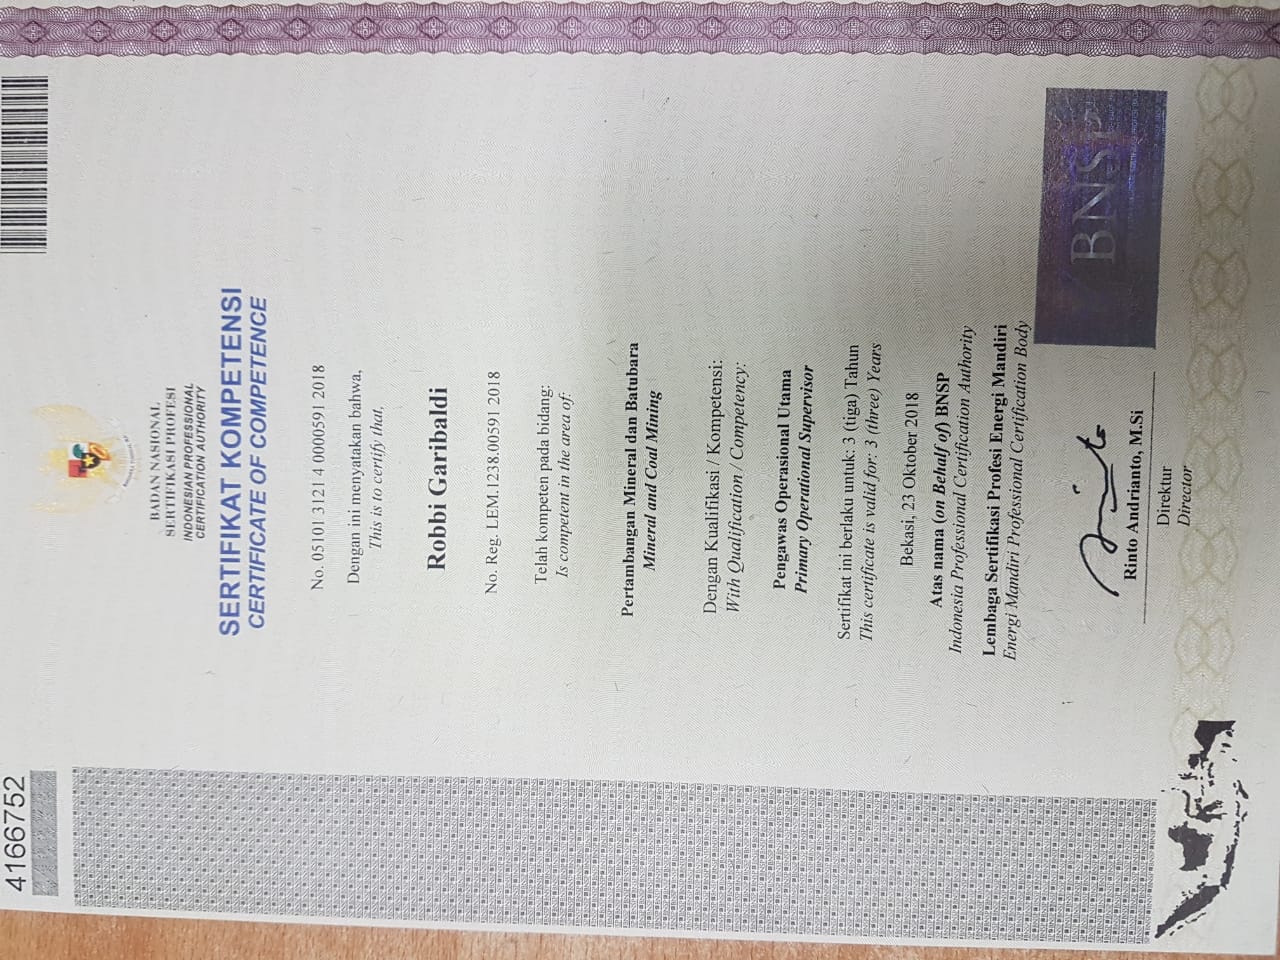 4166752
BADAN NASIONAL
SERTIFIKASI PROFESI
INDONESIAN PROFESSIONAL
CERTIFICATION AUTHORITY
SERTIFIKAT KOMPETENSI
CERTIFICATE OF COMPETENCE
No. 05101 3121 4 0000591 2018
Dengan ini menyatakan bahwa,
This is to certify that,
Robbi Garibaldi
No. Reg. LEM.1238.00591 2018
Telah kompeten pada bidang:
Is competent in the area of:
Pertambangan Mineral dan Batubara
Mineral and Coal Mining
Dengan Kualifikasi / Kompetensi:
With Qualification / Competency:
Pengawas Operasional Utama
Primary Operational Supervisor
Sertifikat ini berlaku untuk: 3 (tiga) Tahun
This certificate is valid for: 3 (three) Years
Bekasi, 23 Oktober 2018
Atas nama (on Behalf of) BNSP
Indonesia Professional Certification Authority
Lembaga Sertifikasi Profesi Energi Mandiri
Energi Mandiri Professional Certification Body
BNSP
Rinto Andrianto, M.Si
Direktur
Director